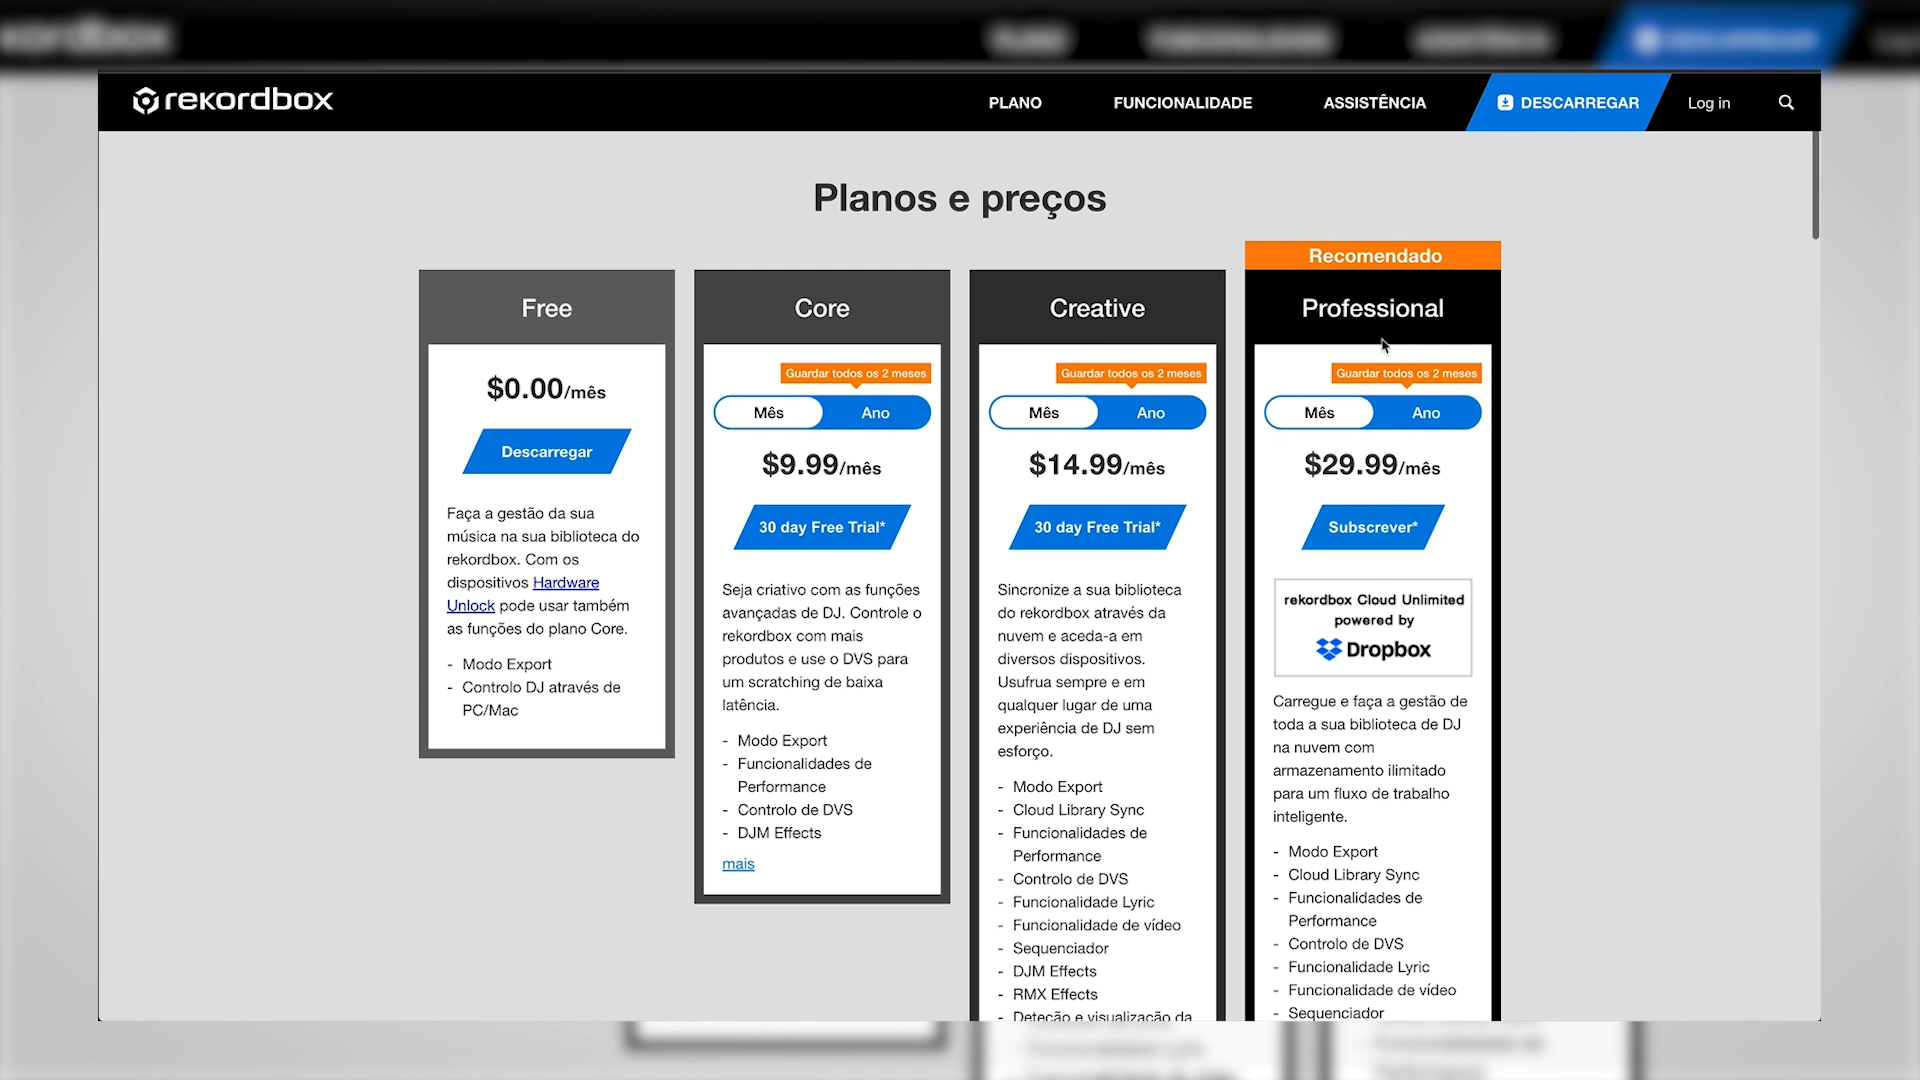 rekordbox
PLANO
FUNCIONALIDADE
ASSISTÊNCIA
DESCARREGAR
Log in
Planos e preços
Free
$0.00/mês
Descarregar
Faça a gestão da sua
música na sua biblioteca do
rekordbox. Com os
dispositivos Hardware
Unlock pode usar também
as funções do plano Core.
- Modo Export
- Controlo DJ através de
PC/Mac
Core
Guardar todos os 2 meses
Mês Ano
$9.99/mês
30 day Free Trial*
Seja criativo com as funções
avançadas de DJ. Controle o
rekordbox com mais
produtos e use o DVS para
um scratching de baixa
latência.
- Modo Export
- Funcionalidades de
Performance
- Controlo de DVS
- DJM Effects
mais
Creative
Guardar todos os 2 meses
Mês Ano
$14.99/mês
30 day Free Trial*
Sincronize a sua biblioteca
do rekordbox através da
nuvem e aceda-a em
diversos dispositivos.
Usufrua sempre e em
qualquer lugar de uma
experiência de DJ sem
esforço.
- Modo Export
- Cloud Library Sync
- Funcionalidades de
Performance
- Controlo de DVS
- Funcionalidade Lyric
- Funcionalidade de vídeo
- Sequenciador
- DJM Effects
- RMX Effects
- Deteção e visualização da
Recomendado
Professional
Guardar todos os 2 meses
Mês Ano
$29.99/mês
Subscrever*
rekordbox Cloud Unlimited
powered by
Dropbox
Carregue e faça a gestão de
toda a sua biblioteca de DJ
na nuvem com
armazenamento ilimitado
para um fluxo de trabalho
inteligente.
- Modo Export
- Cloud Library Sync
- Funcionalidades de
Performance
- Controlo de DVS
- Funcionalidade Lyric
- Funcionalidade de vídeo
- Sequenciador